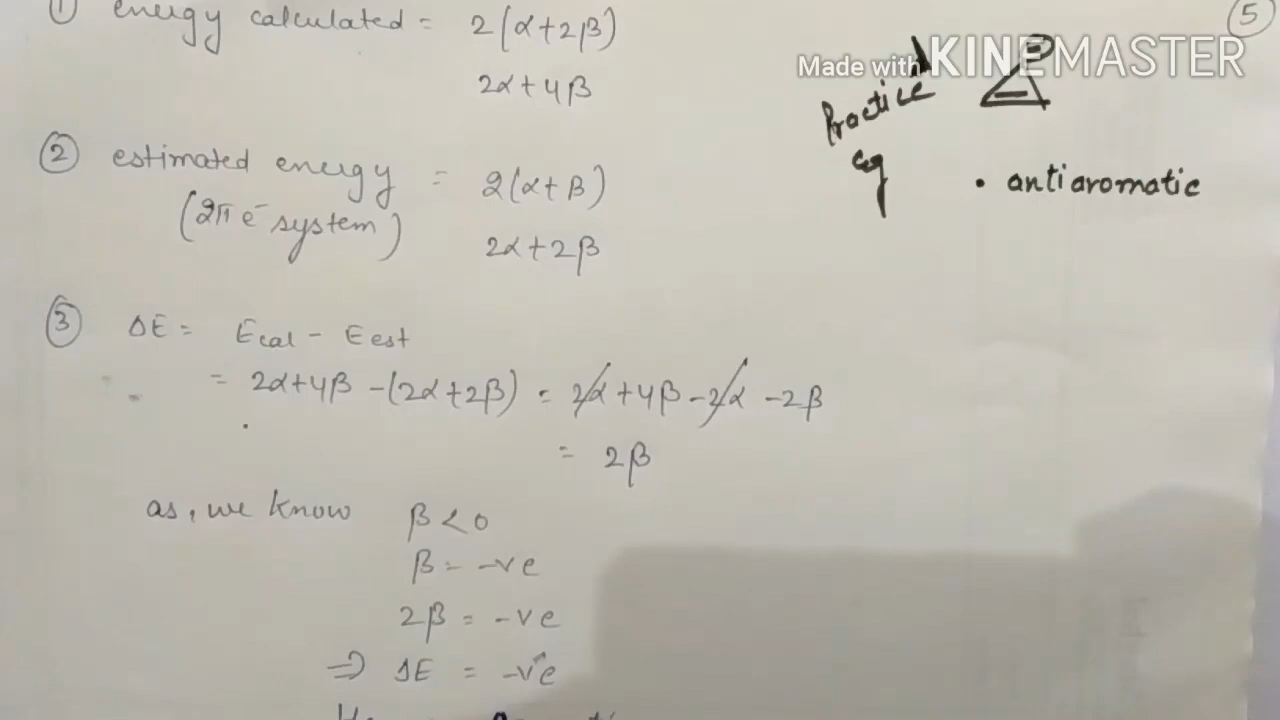 ① energy calculated = 2(α+2β)
2α+4β
② estimated energy = 2(α+β)
(2π e⁻ system)
2α+2β
③ ΔE = Ecal - Eest
= 2α+4β -(2α+2β) = 2α+4β-2α -2β
= 2β
as, we know β<0
β = -ve
2β = -ve
⇒ ΔE = -ve
5
Made with KINEMASTER
Practice
eg
• antiaromatic